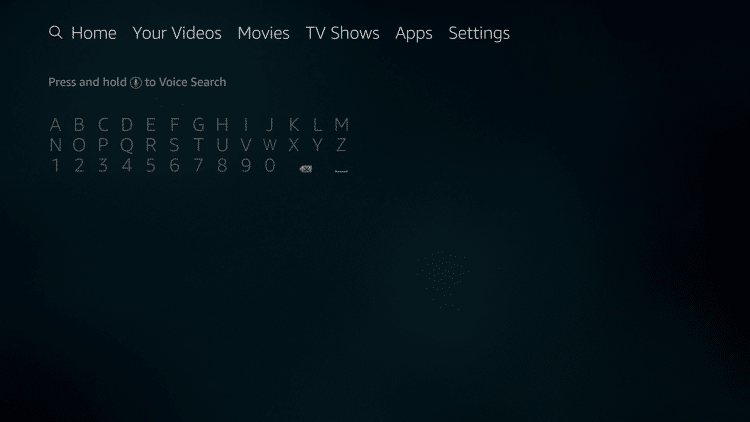 Home Your Videos Movies TV Shows Apps Settings
Press and hold to Voice Search
A B C D E F G H I J K L M
N O P Q R S T U V W X Y Z
1 2 3 4 5 6 7 8 9 0